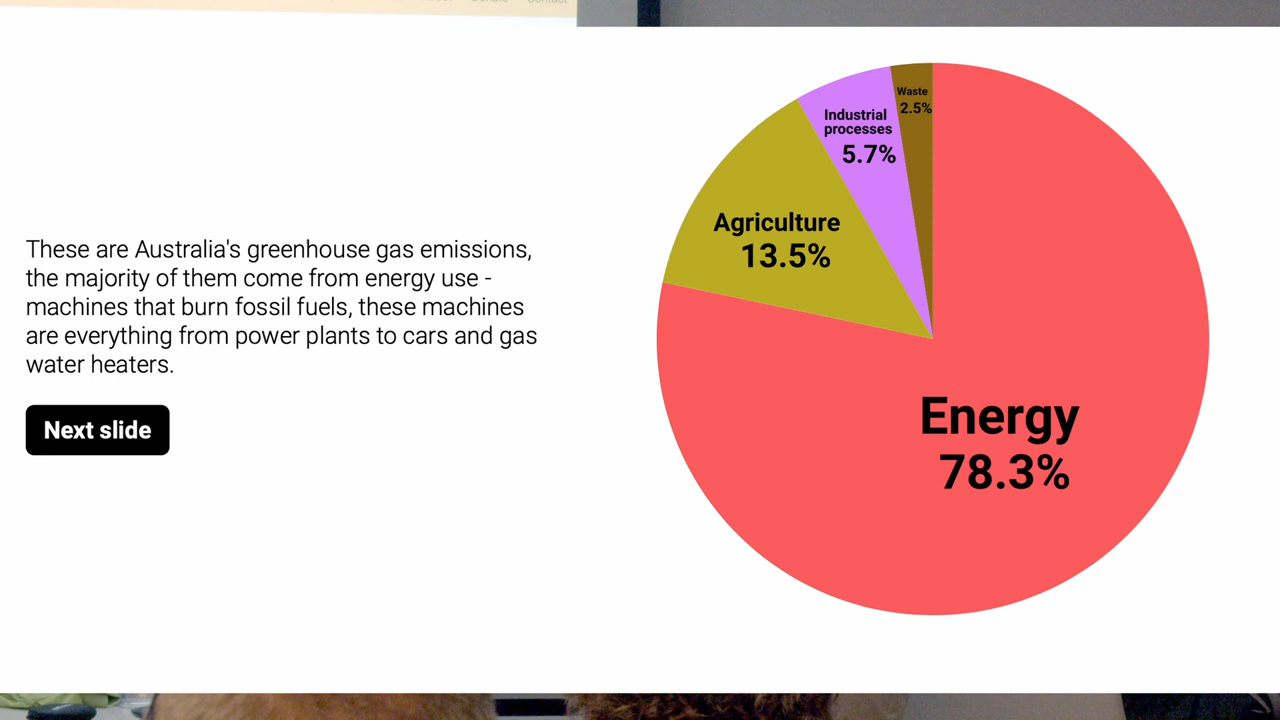 These are Australia's greenhouse gas emissions,
the majority of them come from energy use -
machines that burn fossil fuels, these machines
are everything from power plants to cars and gas
water heaters.
Next slide
Waste
2.5%
Industrial
processes
5.7%
Agriculture
13.5%
Energy
78.3%